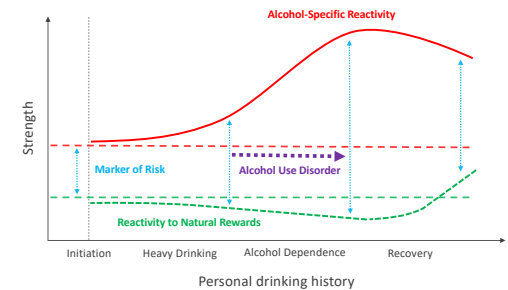 Alcohol-Specific Reactivity
Strength
Marker of Risk
Alcohol Use Disorder
Reactivity to Natural Rewards
Initiation
Heavy Drinking
Alcohol Dependence
Recovery
Personal drinking history